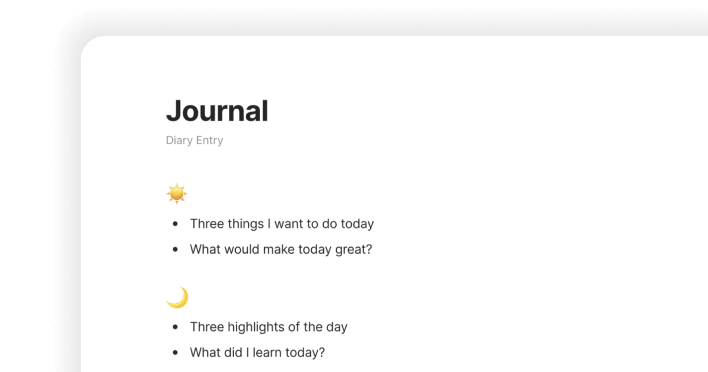 Journal
Diary Entry
☀️
• Three things I want to do today
• What would make today great?
🌙
• Three highlights of the day
• What did I learn today?